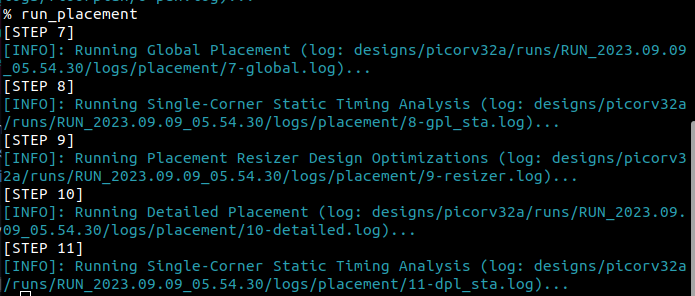 % run_placement
[STEP 7]
[INFO]: Running Global Placement (log: designs/picorv32a/runs/RUN_2023.09.09
_05.54.30/logs/placement/7-global.log)...
[STEP 8]
[INFO]: Running Single-Corner Static Timing Analysis (log: designs/picorv32a
/runs/RUN_2023.09.09_05.54.30/logs/placement/8-gpl_sta.log)...
[STEP 9]
[INFO]: Running Placement Resizer Design Optimizations (log: designs/picorv3
2a/runs/RUN_2023.09.09_05.54.30/logs/placement/9-resizer.log)...
[STEP 10]
[INFO]: Running Detailed Placement (log: designs/picorv32a/runs/RUN_2023.09.
09_05.54.30/logs/placement/10-detailed.log)...
[STEP 11]
[INFO]: Running Single-Corner Static Timing Analysis (log: designs/picorv32a
/runs/RUN_2023.09.09_05.54.30/logs/placement/11-dpl_sta.log)...